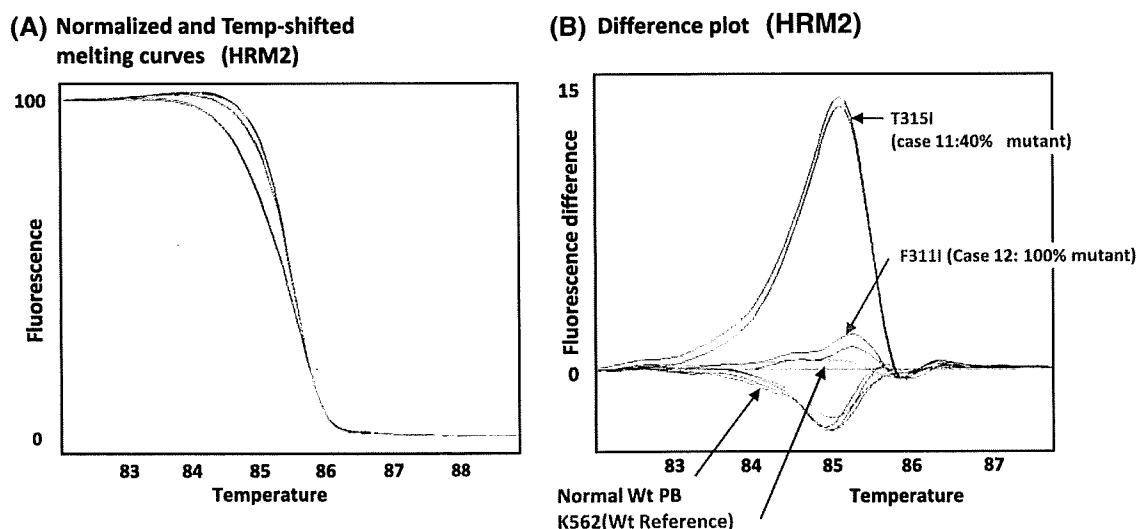 (A) Normalized and Temp-shifted
melting curves (HRM2)
100
Fluorescence
0
83 84 85 86 87 88
Temperature
(B) Difference plot (HRM2)
15
Fluorescence difference
0
T315I
(case 11:40% mutant)
F311I (Case 12: 100% mutant)
83 84 85 86 87
Temperature
Normal Wt PB
K562(Wt Reference)